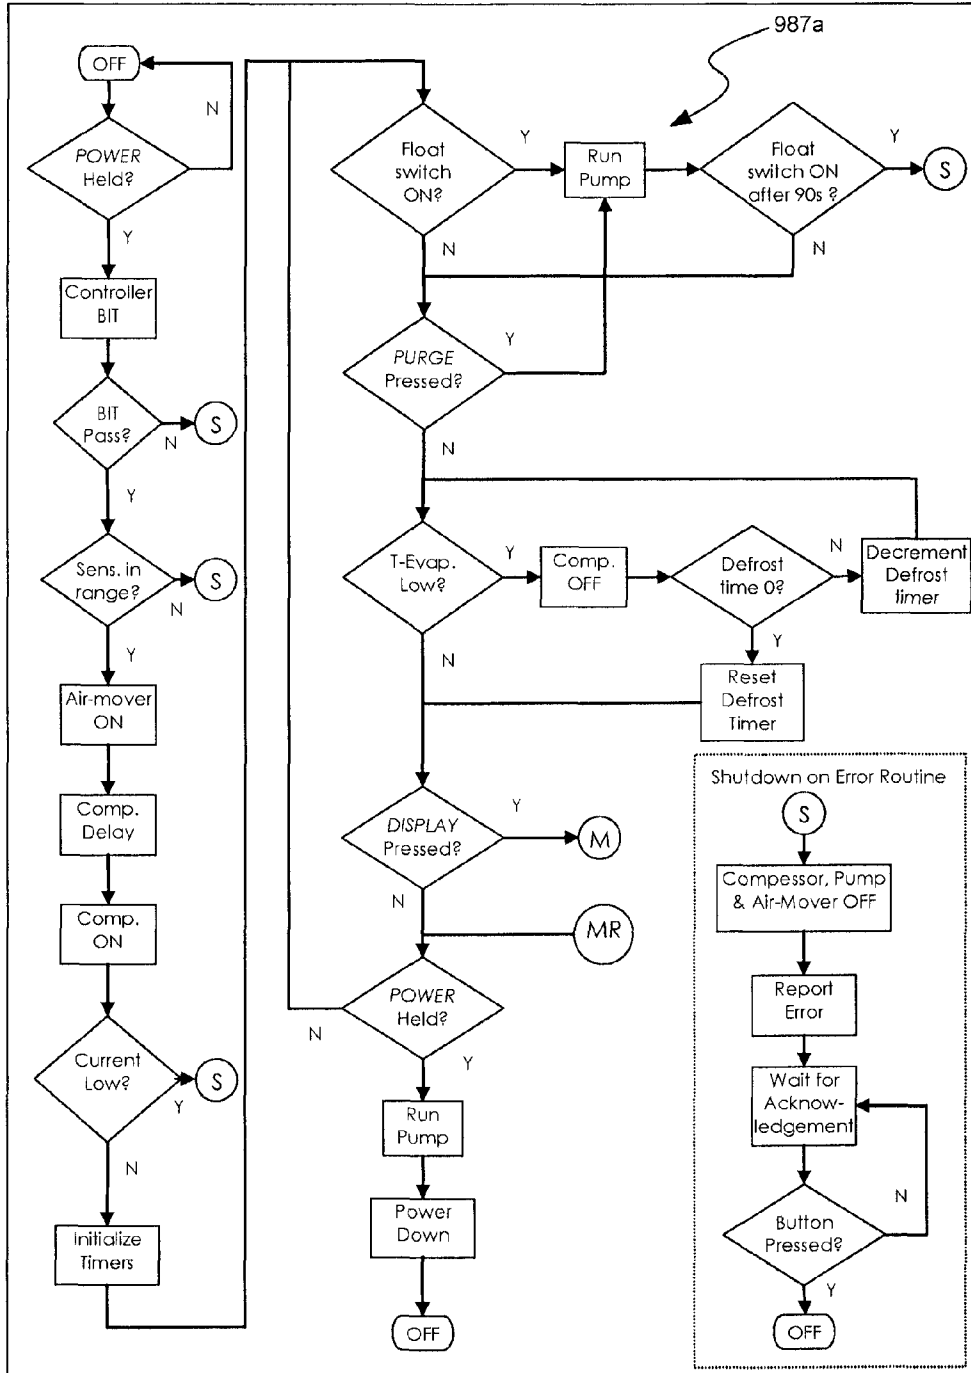 987a
OFF
N
POWER
Held?
Y
Controller
BIT
BIT
Pass?
N
S
Y
Sens. in
range?
N
S
Y
Air-mover
ON
Comp.
Delay
Comp.
ON
Current
Low?
Y
S
N
Initialize
Timers
Float
switch
ON?
Y
Run
Pump
Float
switch ON
after 90s ?
Y
S
N
N
PURGE
Pressed?
Y
N
T-Evap.
Low?
Y
Comp.
OFF
Defrost
time 0?
N
Decrement
Defrost
timer
Y
N
Reset
Defrost
Timer
DISPLAY
Pressed?
Y
M
N
MR
POWER
Held?
N
Y
Run
Pump
Power
Down
OFF
Shutdown on Error Routine
S
Compessor, Pump
& Air-Mover OFF
Report
Error
Wait for
Acknow-
ledgement
N
Button
Pressed?
Y
OFF